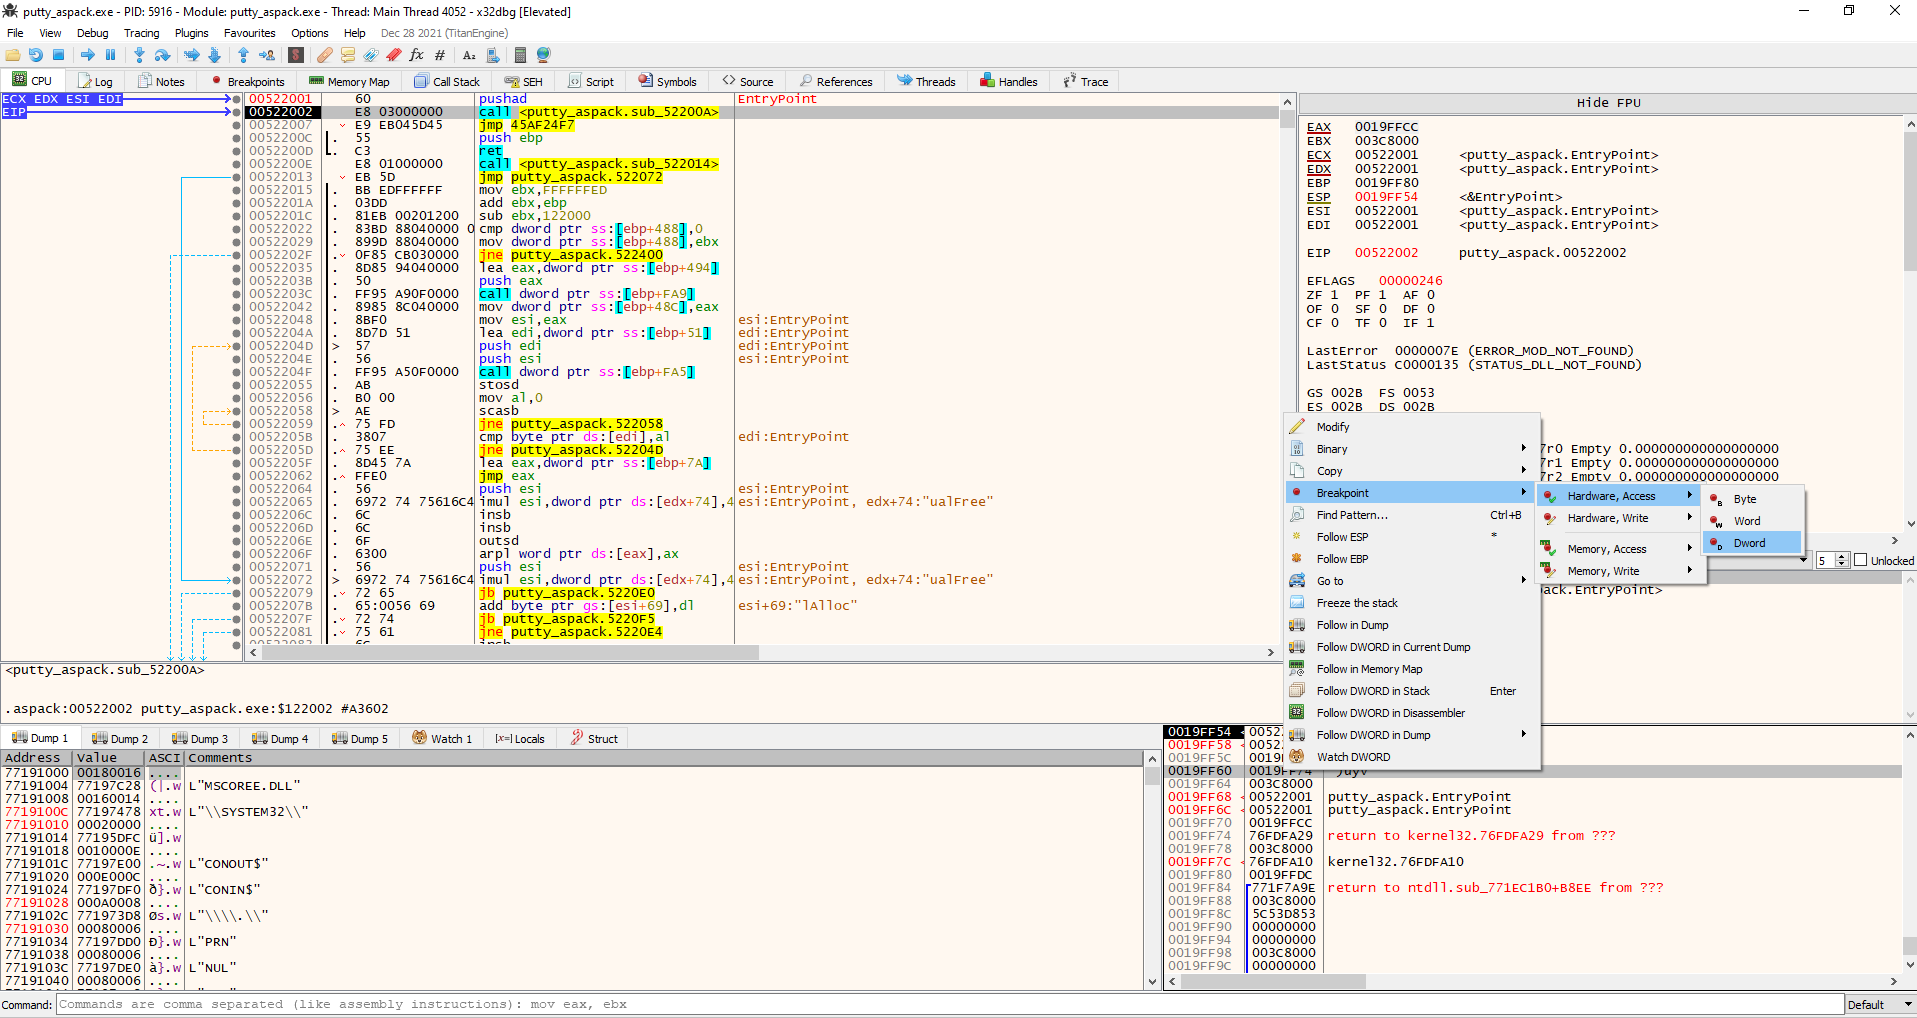 putty_aspack.exe - PID: 5916 - Module: putty_aspack.exe - Thread: Main Thread 4052 - x32dbg [Elevated]
File View Debug Tracing Plugins Favourites Options Help Dec 28 2021 (TitanEngine)
CPU Log Notes Breakpoints Memory Map Call Stack SEH Script Symbols Source References Threads Handles Trace
ECX EDX ESI EDI
EIP
00522001 60 pushad EntryPoint
00522002 E8 03000000 call <putty_aspack.sub_52200A>
00522007 E9 EB045D45 jmp 45AF24F7
0052200C 55 push ebp
0052200D C3 ret
0052200E E8 01000000 call <putty_aspack.sub_522014>
00522013 EB 5D jmp putty_aspack.522072
00522015 BB EDFFFFFF mov ebx,FFFFFFED
0052201A 03DD add ebx,ebp
0052201C 81EB 00201200 sub ebx,122000
00522022 83BD 88040000 0 cmp dword ptr ss:[ebp+488],0
00522029 899D 88040000 mov dword ptr ss:[ebp+488],ebx
0052202F 0F85 CB030000 jne putty_aspack.522400
00522035 8D85 94040000 lea eax,dword ptr ss:[ebp+494]
0052203B 50 push eax
0052203C FF95 A90F0000 call dword ptr ss:[ebp+FA9]
00522042 8985 8C040000 mov dword ptr ss:[ebp+48C],eax
00522048 8BF0 mov esi,eax esi:EntryPoint
0052204A 8D7D 51 lea edi,dword ptr ss:[ebp+51] edi:EntryPoint
0052204D 57 push edi edi:EntryPoint
0052204E 56 push esi esi:EntryPoint
0052204F FF95 A50F0000 call dword ptr ss:[ebp+FA5]
00522055 AB stosd
00522056 B0 00 mov al,0
00522058 AE scasb
00522059 75 FD jne putty_aspack.522058
0052205B 3807 cmp byte ptr ds:[edi],al edi:EntryPoint
0052205D 75 EE jne putty_aspack.52204D
0052205F 8D45 7A lea eax,dword ptr ss:[ebp+7A]
00522062 FFE0 jmp eax
00522064 56 push esi esi:EntryPoint
00522065 6972 74 75616C4 imul esi,dword ptr ds:[edx+74],4 esi:EntryPoint, edx+74:"ualFree"
0052206C 6C insb
0052206D 6C insb
0052206E 6F outsd
0052206F 6300 arpl word ptr ds:[eax],ax
00522071 56 push esi esi:EntryPoint
00522072 6972 74 75616C4 imul esi,dword ptr ds:[edx+74],4 esi:EntryPoint, edx+74:"ualFree"
00522079 72 65 jb putty_aspack.5220E0
0052207B 65:0056 69 add byte ptr gs:[esi+69],dl esi+69:"lAlloc"
0052207F 72 74 jb putty_aspack.5220F5
00522081 75 61 jne putty_aspack.5220E4
Hide FPU
EAX 0019FFCC
EBX 003C8000
ECX 00522001 <putty_aspack.EntryPoint>
EDX 00522001 <putty_aspack.EntryPoint>
EBP 0019FF80
ESP 0019FF54 <&EntryPoint>
ESI 00522001 <putty_aspack.EntryPoint>
EDI 00522001 <putty_aspack.EntryPoint>
EIP 00522002 putty_aspack.00522002
EFLAGS 00000246
ZF 1 PF 1 AF 0
OF 0 SF 0 DF 0
CF 0 TF 0 IF 1
LastError 0000007E (ERROR_MOD_NOT_FOUND)
LastStatus C0000135 (STATUS_DLL_NOT_FOUND)
GS 002B FS 0053
ES 002B DS 002B
7r0 Empty 0.000000000000000000
7r1 Empty 0.000000000000000000
7r2 Empty 0.000000000000000000
5 Unlocked
ntryPoint>
Modify
Binary
Copy
Breakpoint
Find Pattern... Ctrl+B
Follow ESP *
Follow EBP
Go to
Freeze the stack
Follow in Dump
Follow DWORD in Current Dump
Follow in Memory Map
Follow DWORD in Stack Enter
Follow DWORD in Disassembler
Follow DWORD in Dump
Watch DWORD
Hardware, Access
Hardware, Write
Memory, Access
Memory, Write
Byte
Word
Dword
<putty_aspack.sub_52200A>
.aspack:00522002 putty_aspack.exe:$122002 #A3602
Dump 1 Dump 2 Dump 3 Dump 4 Dump 5 Watch 1 [x=] Locals Struct
Address Value ASCI Comments
77191000 00180016 ....
77191004 77197C28 (|.w L"MSCOREE.DLL"
77191008 00160014 ....
7719100C 77197478 xt.w L"\\SYSTEM32\\"
77191010 00020000 ....
77191014 77195DFC ü].w
77191018 0010000E ....
7719101C 77197E00 .~.w L"CONOUT$"
77191020 000E000C ....
77191024 77197DF0 ð}.w L"CONIN$"
77191028 000A0008 ....
7719102C 771973D8 Øs.w L"\\\\.\\"
77191030 00080006 ....
77191034 77197DD0 Ð}.w L"PRN"
77191038 00080006 ....
7719103C 77197DE0 à}.w L"NUL"
77191040 00080006 ....
0019FF54 0052
0019FF58 0052
0019FF5C 0019
0019FF60 0019FF74
0019FF64 003C8000
0019FF68 00522001 putty_aspack.EntryPoint
0019FF6C 00522001 putty_aspack.EntryPoint
0019FF70 0019FFCC
0019FF74 76FDFA29 return to kernel32.76FDFA29 from ???
0019FF78 003C8000
0019FF7C 76FDFA10 kernel32.76FDFA10
0019FF80 0019FFDC
0019FF84 771F7A9E return to ntdll.sub_771EC1B0+B8EE from ???
0019FF88 003C8000
0019FF8C 5C53D853
0019FF90 00000000
0019FF94 00000000
0019FF98 003C8000
0019FF9C 00000000
Command: Commands are comma separated (like assembly instructions): mov eax, ebx Default